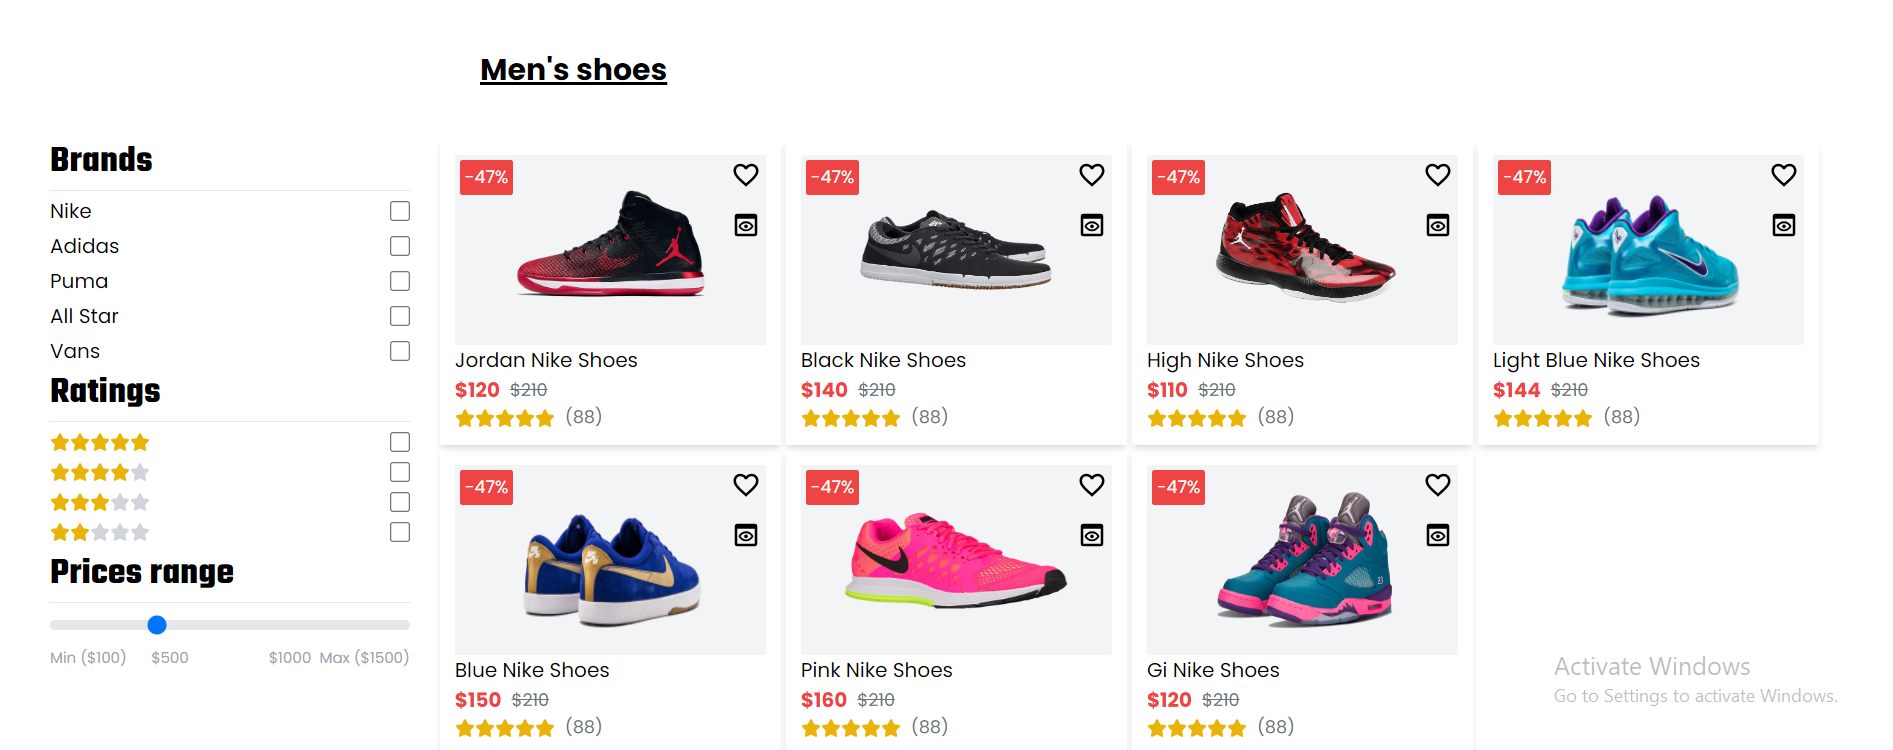 Men's shoes
Brands
Nike
Adidas
Puma
All Star
Vans
Ratings
Prices range
Min ($100) $500 $1000 Max ($1500)
-47%
Jordan Nike Shoes
$120 $210
(88)
-47%
Black Nike Shoes
$140 $210
(88)
-47%
High Nike Shoes
$110 $210
(88)
-47%
Light Blue Nike Shoes
$144 $210
(88)
-47%
Blue Nike Shoes
$150 $210
(88)
-47%
Pink Nike Shoes
$160 $210
(88)
-47%
23
Gi Nike Shoes
$120 $210
(88)
Activate Windows
Go to Settings to activate Windows.